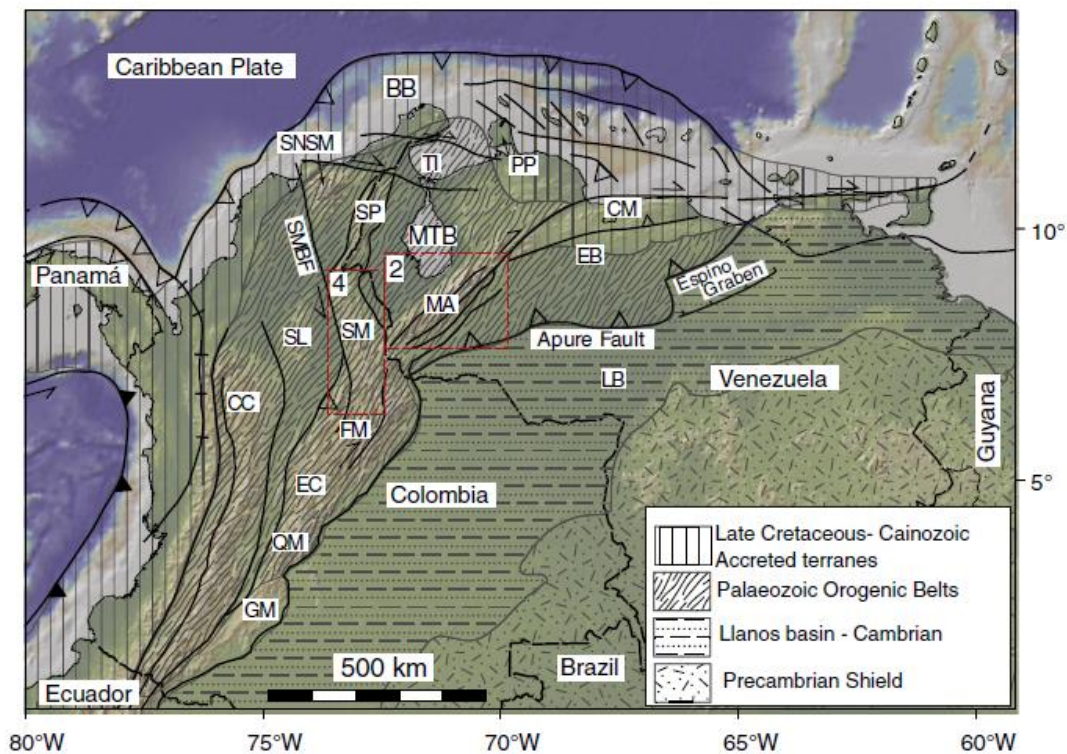 Caribbean Plate
BB
SNSM
TI
PP
SP
CM
SMBF
MTB
10°
EB
Panamá
4
2
Espino
Graben
MA
SL
SM
Apure Fault
LB
Venezuela
CC
FM
Guyana
EC
Colombia
5°
QM
GM
Late Cretaceous- Cainozoic
Accreted terranes
Palaeozoic Orogenic Belts
Llanos basin - Cambrian
Precambrian Shield
500 km
Brazil
Ecuador
80°W
75°W
70°W
65°W
60°W